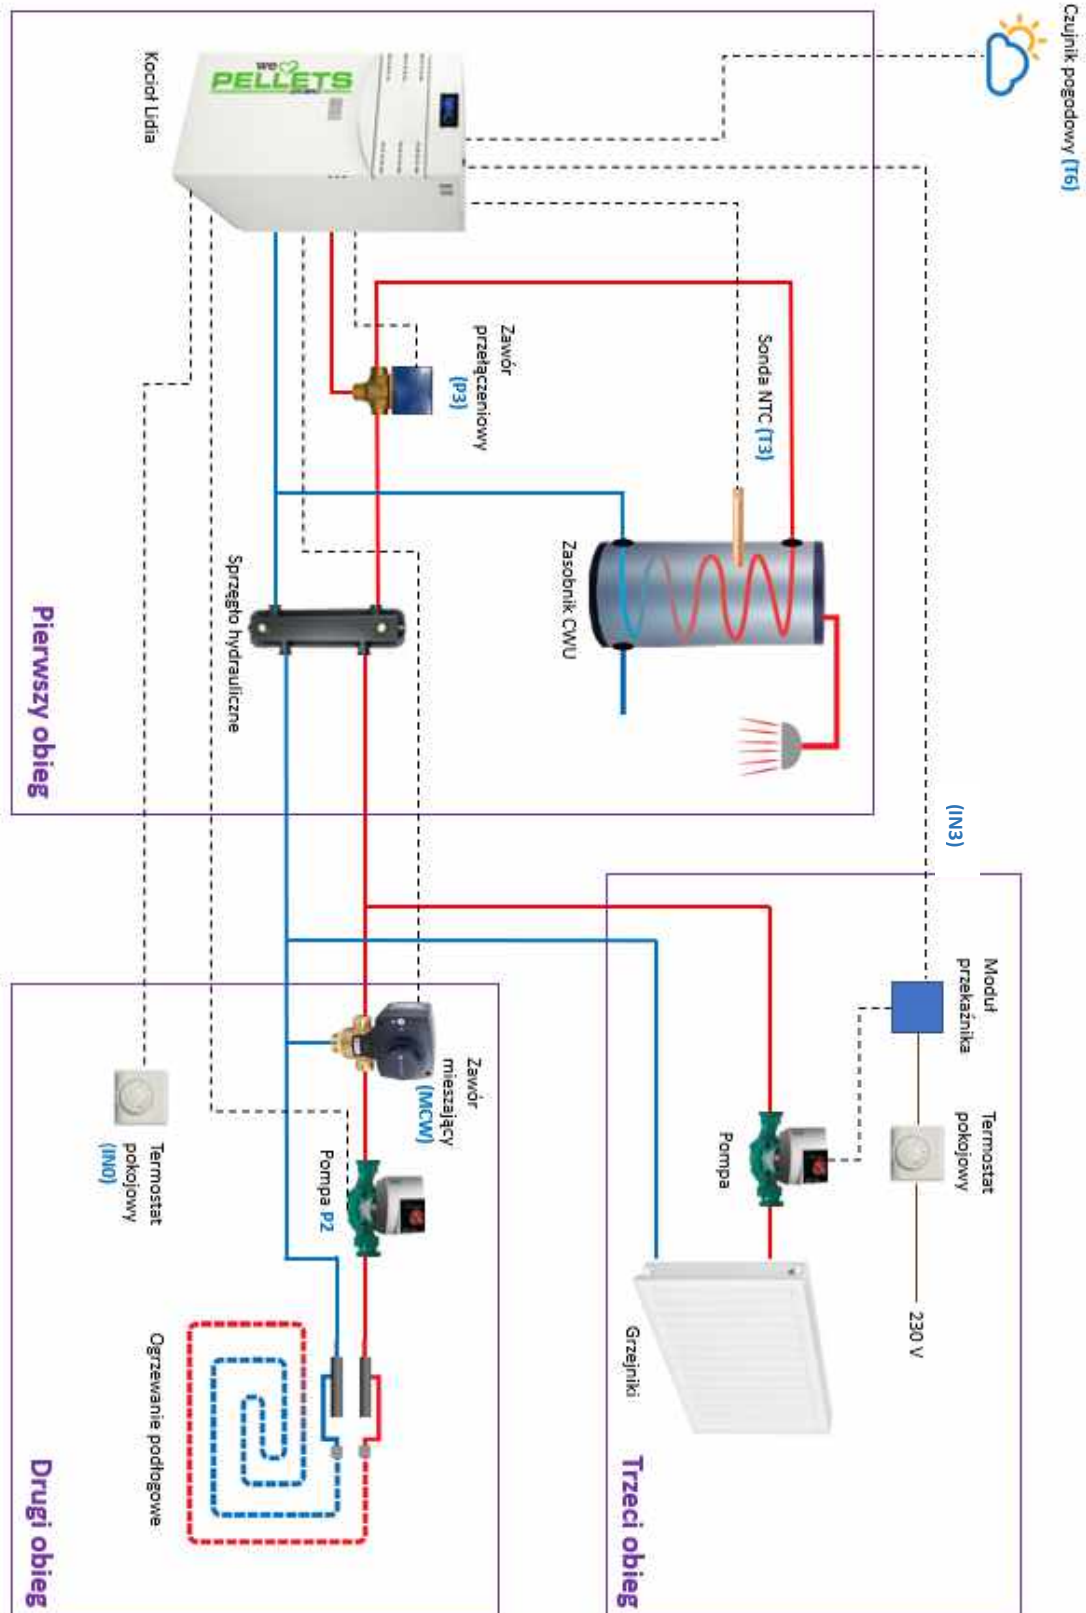 Czujnik pogodowy (T6)
we
PELLETS
Kocioł Lidia
Zawór
przełączeniowy
(P3)
Sonda NTC (T3)
Zasobnik CWU
Sprzęgło hydrauliczne
Pierwszy obieg
(IN3)
Moduł
przekaźnika
Termostat
pokojowy
230 V
Pompa
Grzejniki
Trzeci obieg
Zawór
mieszający
(MCW)
Pompa P2
Termostat
pokojowy
(IN0)
Ogrzewanie podłogowe
Drugi obieg